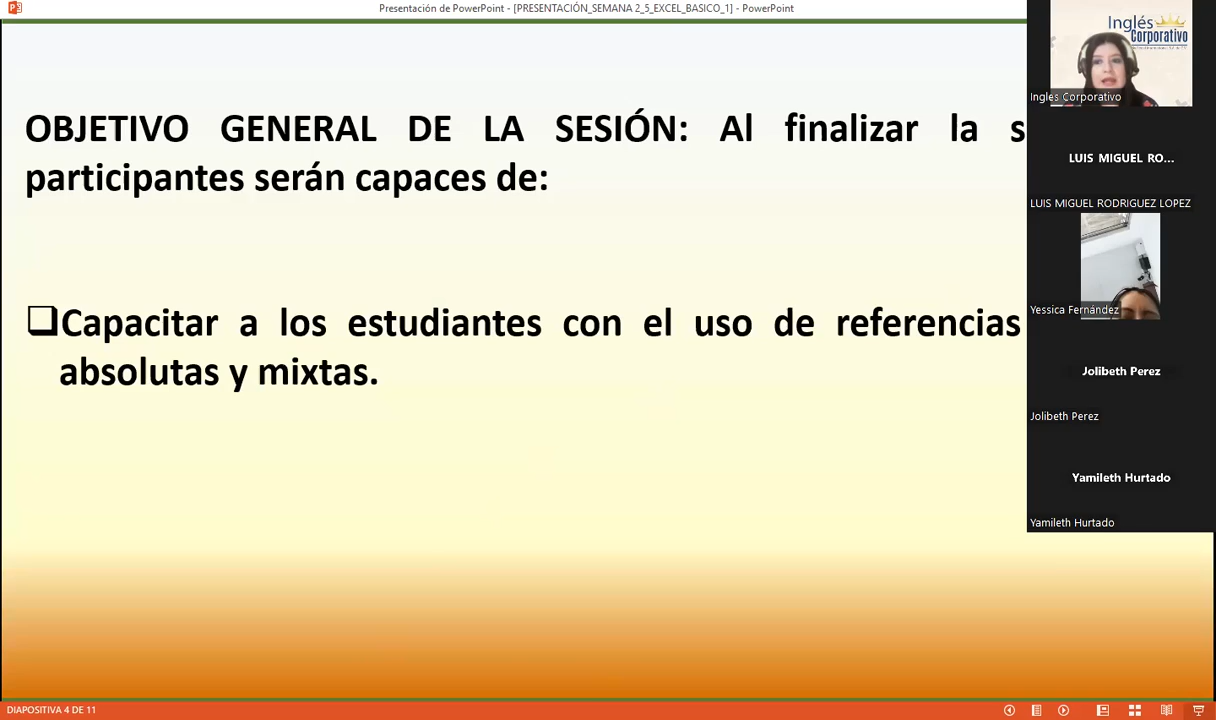 Presentación de PowerPoint - [PRESENTACIÓN_SEMANA 2_5_EXCEL_BASICO_1] - PowerPoint
OBJETIVO GENERAL DE LA SESIÓN: Al finalizar la s
participantes serán capaces de:
Capacitar a los estudiantes con el uso de referencias
absolutas y mixtas.
Inglés
Corporativo
Ingles Corporativo
LUIS MIGUEL RO...
LUIS MIGUEL RODRIGUEZ LOPEZ
Yessica Fernández
Jolibeth Perez
Jolibeth Perez
Yamileth Hurtado
Yamileth Hurtado
DIAPOSITIVA 4 DE 11